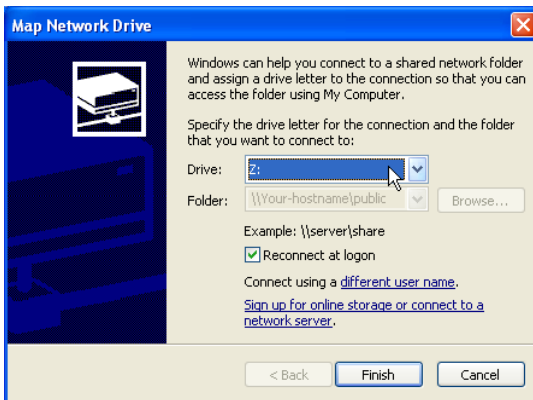 Map Network Drive
Windows can help you connect to a shared network folder
and assign a drive letter to the connection so that you can
access the folder using My Computer.
Specify the drive letter for the connection and the folder
that you want to connect to:
Drive: Z:
Folder: \\Your-hostname\public Browse...
Example: \\server\share
Reconnect at logon
Connect using a different user name.
Sign up for online storage or connect to a
network server.
< Back Finish Cancel